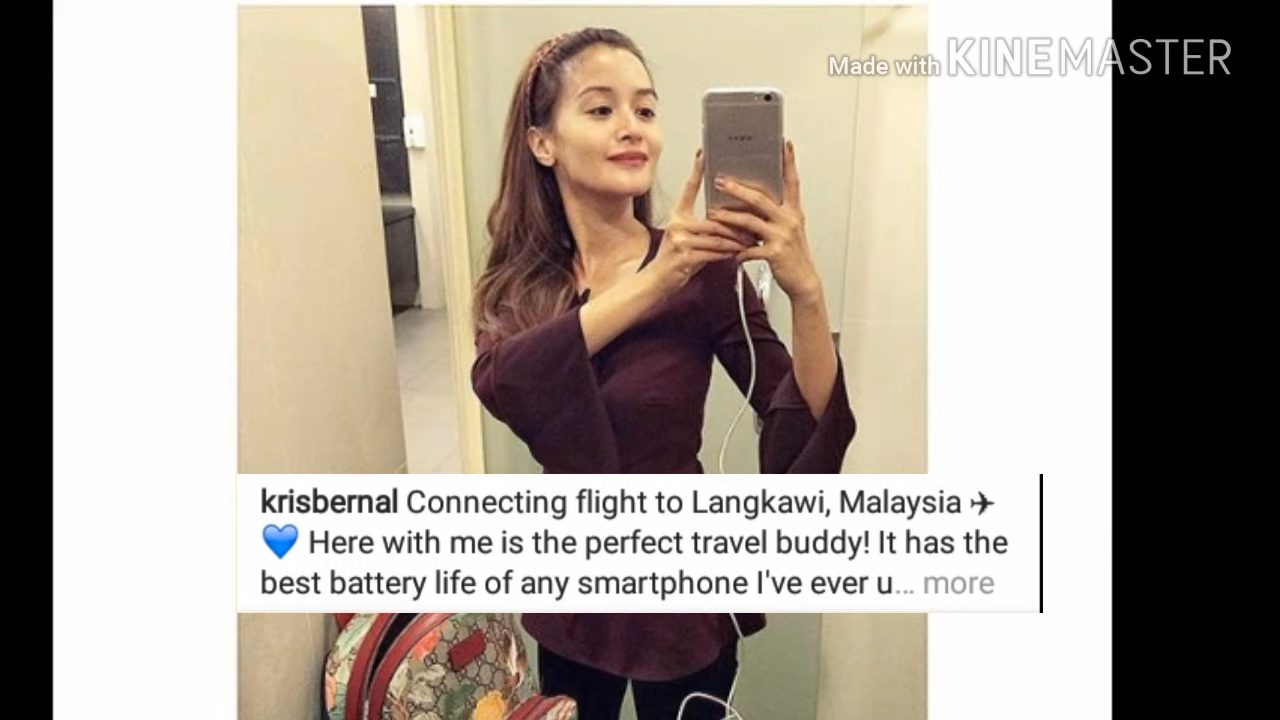 Made with KINEMASTER
krisbernal Connecting flight to Langkawi, Malaysia ✈
💙 Here with me is the perfect travel buddy! It has the
best battery life of any smartphone I've ever u... more